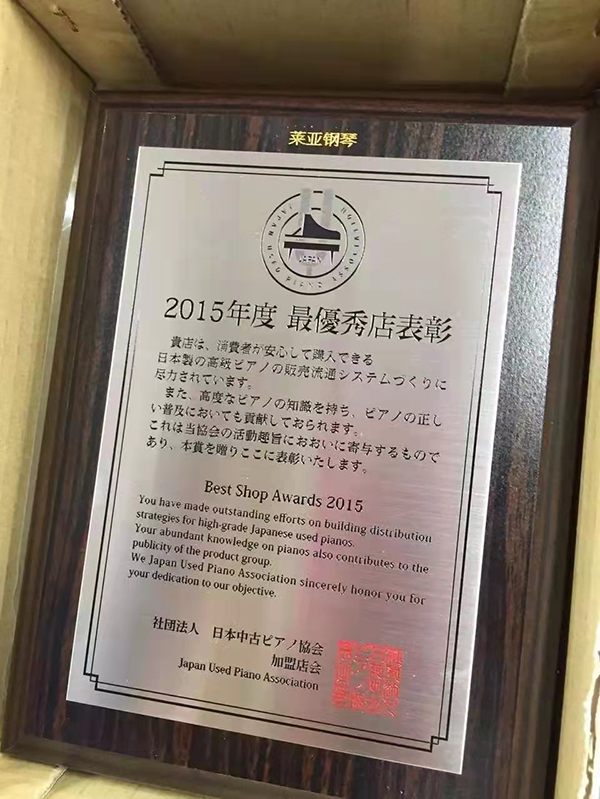 莱亚钢琴
JAPAN USED PIANO ASSOCIATION
JAPAN
2015年度 最優秀店表彰
貴店は、消費者が安心して購入できる
日本製の高級ピアノの販売流通システムづくりに
尽力されています。
また、高度なピアノの知識を持ち、ピアノの正し
い普及においても貢献しておられます。
これは当協会の活動趣旨におおいに寄与するもので
あり、本賞を贈りここに表彰いたします。
Best Shop Awards 2015
You have made outstanding efforts on building distribution
strategies for high-grade Japanese used pianos.
Your abundant knowledge on pianos also contributes to the
publicity of the product group.
We Japan Used Piano Association sincerely honor you for
your dedication to our objective.
社団法人 日本中古ピアノ協会
加盟店会
Japan Used Piano Association